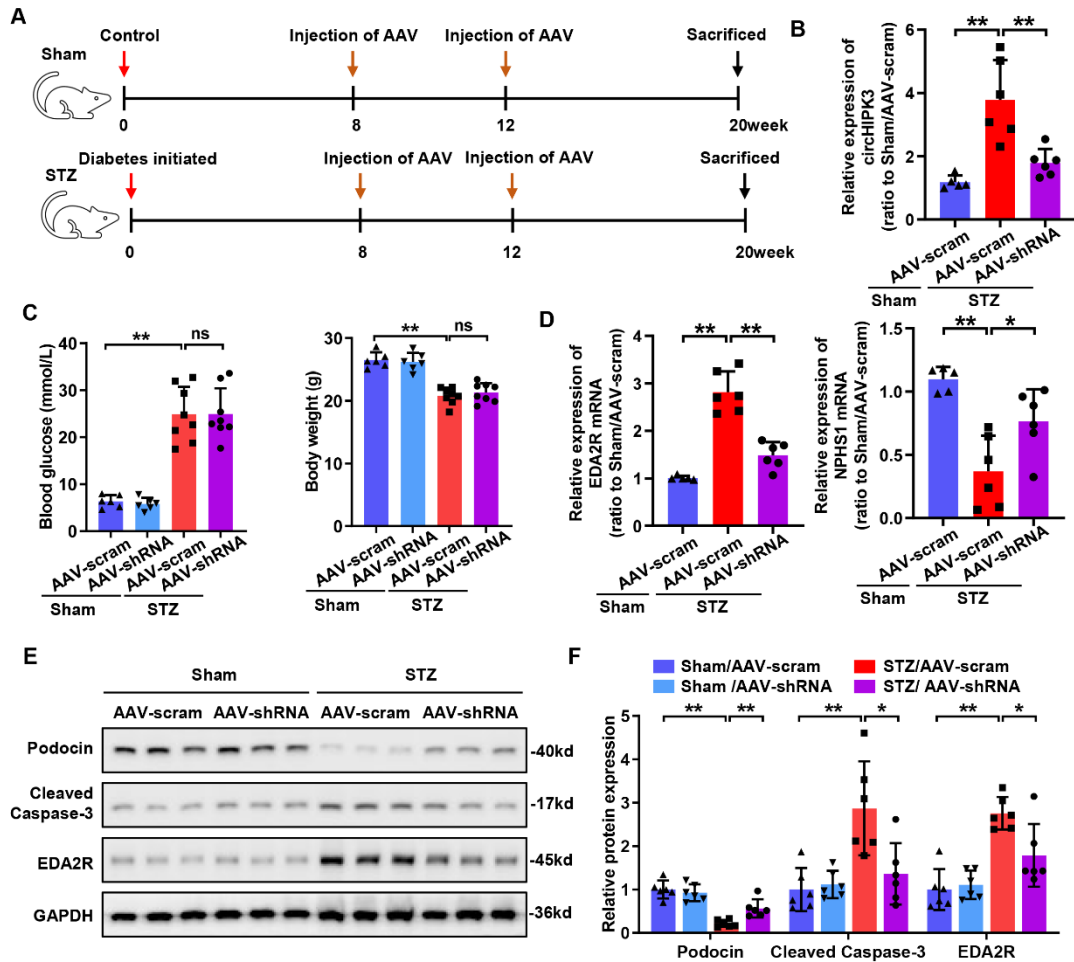 A
Control
Injection of AAV
Injection of AAV
Sacrificed
Sham
0
8
12
20week
Diabetes initiated
Injection of AAV
Injection of AAV
Sacrificed
STZ
0
8
12
20week
B
Relative expression of
circHIPK3
(ratio to Sham/AAV-scram)
6
4
2
0
**
**
AAV-scram
AAV-scram
AAV-shRNA
Sham
STZ
C
Blood glucose (mmol/L)
40
30
20
10
0
**
ns
AAV-scram
AAV-shRNA
AAV-scram
AAV-shRNA
Sham
STZ
Body weight (g)
30
20
10
0
**
ns
AAV-scram
AAV-shRNA
AAV-scram
AAV-shRNA
Sham
STZ
D
Relative expression of
EDA2R mRNA
(ratio to Sham/AAV-scram)
4
3
2
1
0
**
**
AAV-scram
AAV-scram
AAV-shRNA
Sham
STZ
Relative expression of
NPHS1 mRNA
(ratio to Sham/AAV-scram)
1.5
1.0
0.5
0.0
**
*
AAV-scram
AAV-scram
AAV-shRNA
Sham
STZ
E
Sham
STZ
AAV-scram
AAV-shRNA
AAV-scram
AAV-shRNA
Podocin
-40kd
Cleaved
Caspase-3
-17kd
EDA2R
-45kd
GAPDH
-36kd
F
Sham/AAV-scram
STZ/AAV-scram
Sham /AAV-shRNA
STZ/ AAV-shRNA
Relative protein expression
5
4
3
2
1
0
**
**
**
*
**
*
Podocin
Cleaved Caspase-3
EDA2R